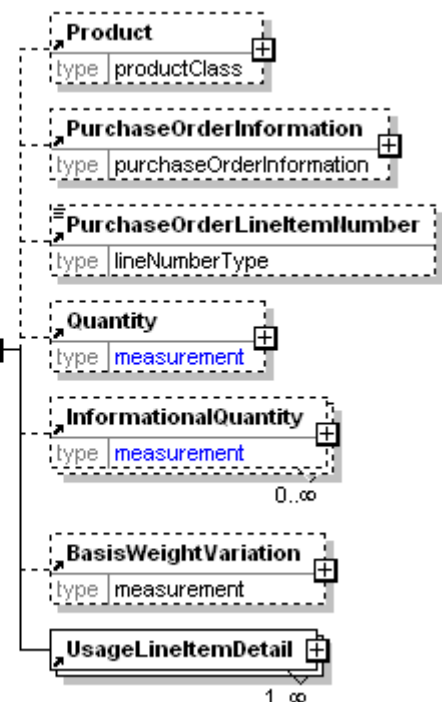 Product
type productClass
PurchaseOrderInformation
type purchaseOrderInformation
PurchaseOrderLineItemNumber
type lineNumberType
Quantity
type measurement
InformationalQuantity
type measurement
0..∞
BasisWeightVariation
type measurement
UsageLineItemDetail
1..∞